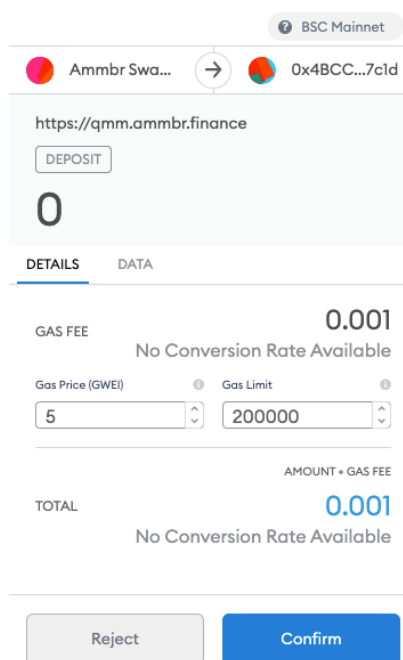 BSC Mainnet
Ammbr Swa... 0x4BCC...7c1d
https://qmm.ammbr.finance
DEPOSIT
0
DETAILS DATA
GAS FEE 0.001
No Conversion Rate Available
Gas Price (GWEI) Gas Limit
5 200000
AMOUNT + GAS FEE
TOTAL 0.001
No Conversion Rate Available
Reject Confirm